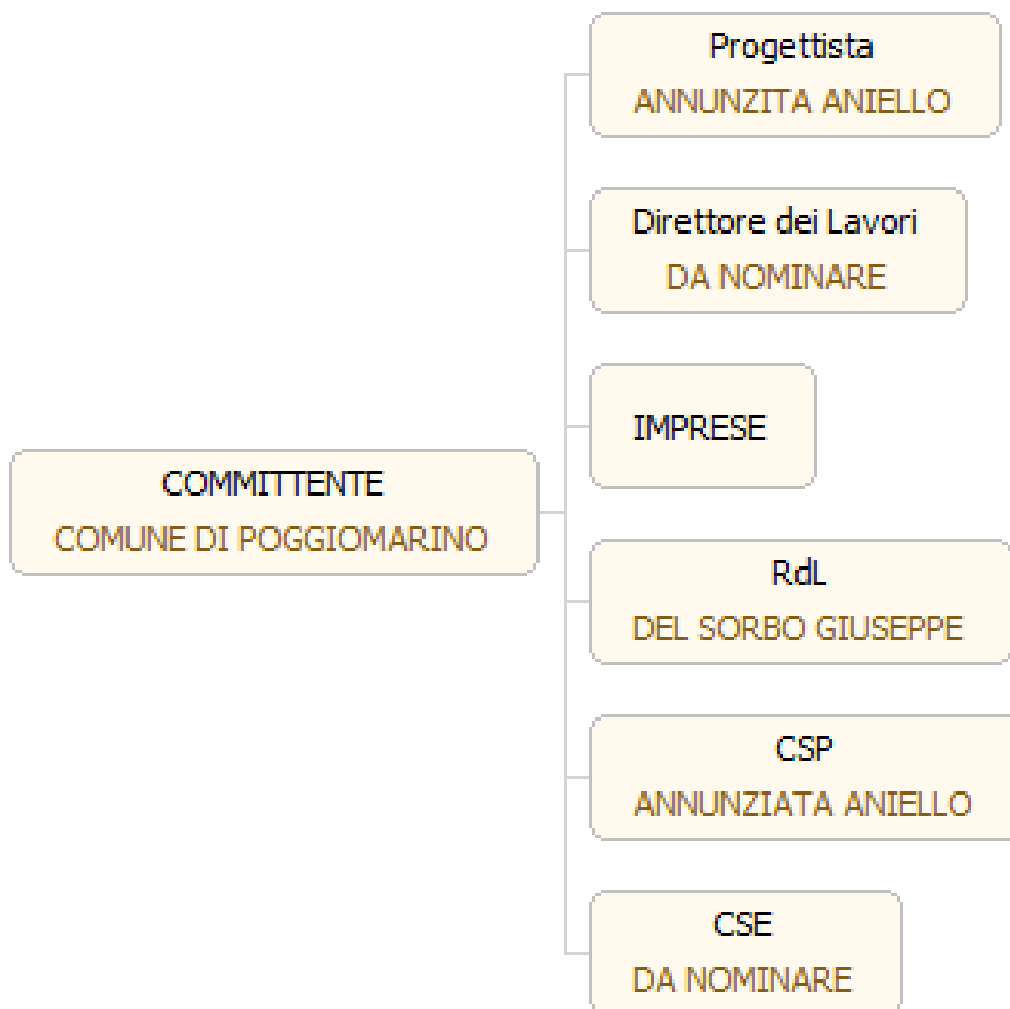 Progettista
ANNUNZITA ANIELLO
Direttore dei Lavori
DA NOMINARE
IMPRESE
COMMITTENTE
COMUNE DI POGGIOMARINO
RdL
DEL SORBO GIUSEPPE
CSP
ANNUNZIATA ANIELLO
CSE
DA NOMINARE